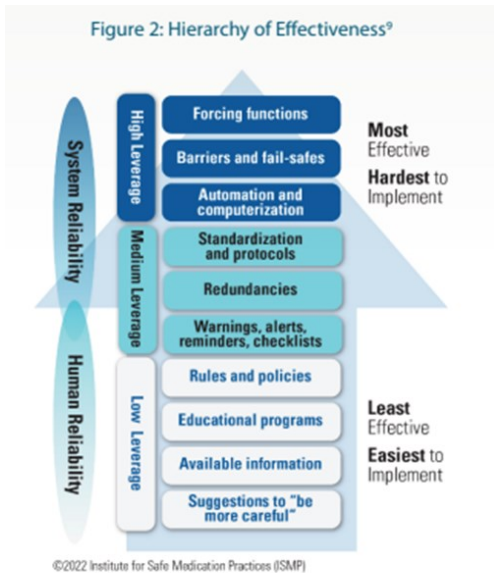 Figure 2: Hierarchy of Effectiveness⁹
System Reliability
Human Reliability
High Leverage
Medium Leverage
Low Leverage
Forcing functions
Barriers and fail-safes
Automation and
computerization
Standardization
and protocols
Redundancies
Warnings, alerts,
reminders, checklists
Rules and policies
Educational programs
Available information
Suggestions to "be
more careful"
Most
Effective
Hardest to
Implement
Least
Effective
Easiest to
Implement
©2022 Institute for Safe Medication Practices (ISMP)